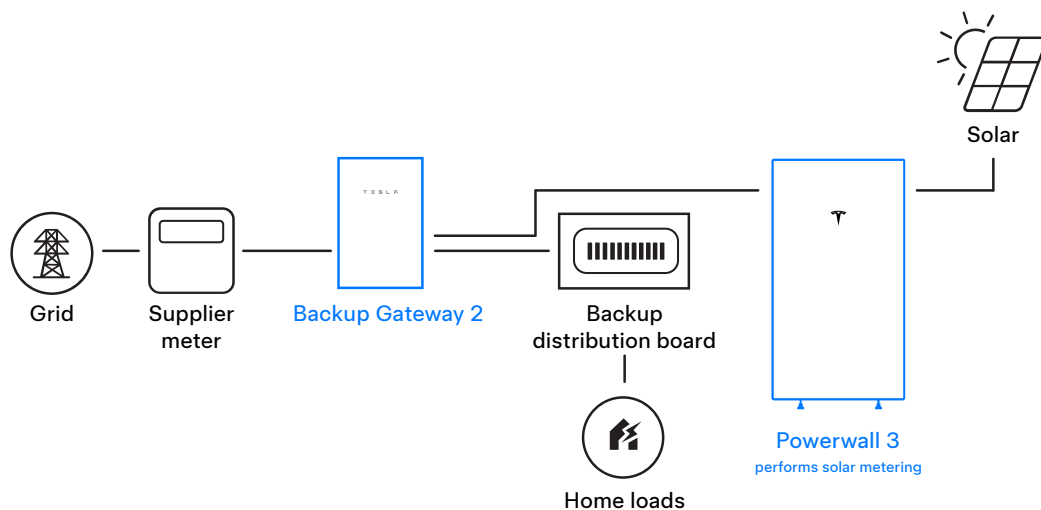 Solar
TESLA
Grid
Supplier
meter
Backup Gateway 2
Backup
distribution board
Powerwall 3
performs solar metering
Home loads